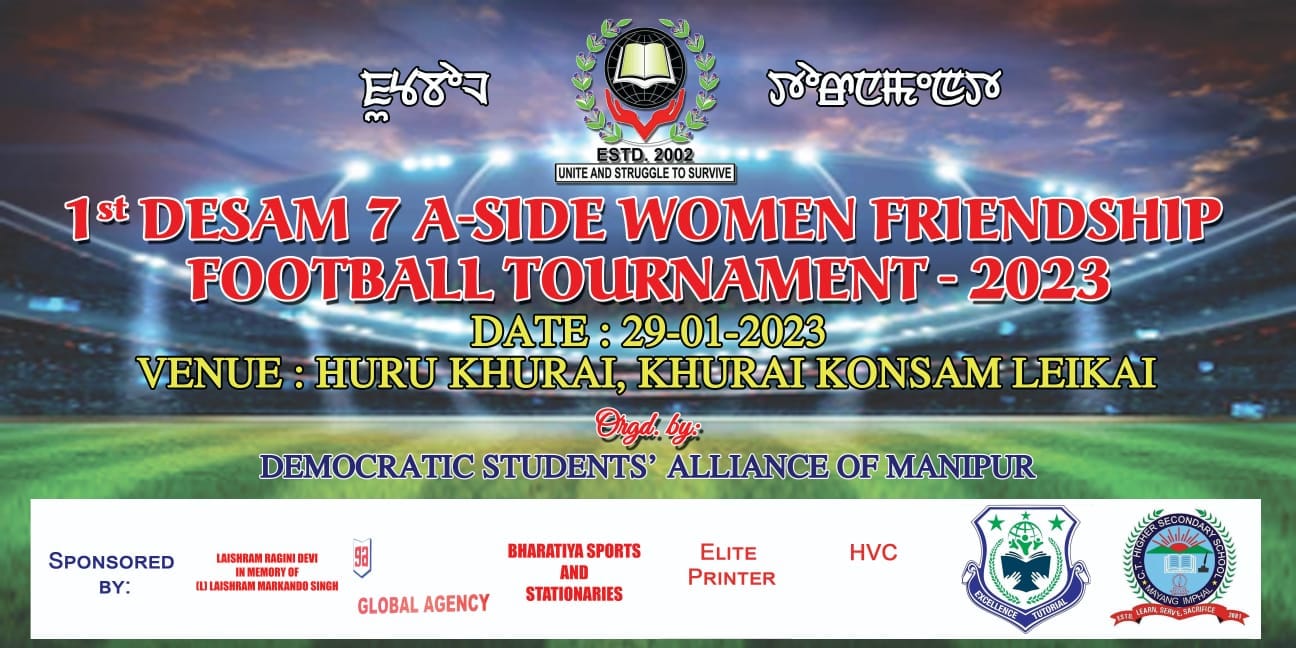 ESTD. 2002
UNITE AND STRUGGLE TO SURVIVE
1st DESAM 7 A-SIDE WOMEN FRIENDSHIP
FOOTBALL TOURNAMENT - 2023
DATE : 29-01-2023
VENUE : HURU KHURAI, KHURAI KONSAM LEIKAI
Orgd. by:
DEMOCRATIC STUDENTS' ALLIANCE OF MANIPUR
SPONSORED
BY:
LAISHRAM RAGINI DEVI
IN MEMORY OF
(L) LAISHRAM MARKANDO SINGH
ga
GLOBAL AGENCY
BHARATIYA SPORTS
AND
STATIONARIES
ELITE
PRINTER
HVC
EXCELLENCE TUTORIAL
C.T. HIGHER SECONDARY SCHOOL
MAYANG IMPHAL
ESTD. LEARN, SERVE, SACRIFICE 2001